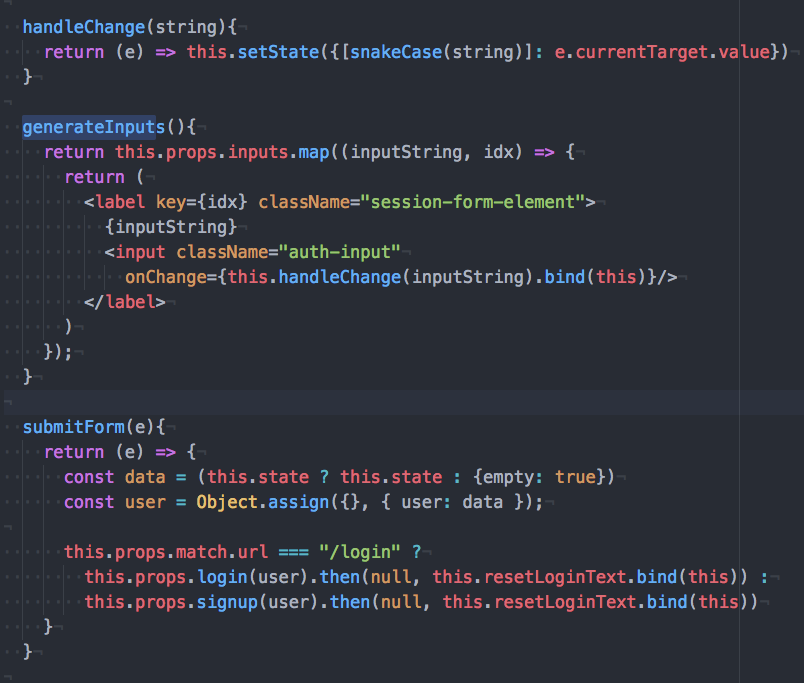 handleChange(string){
  return (e) => this.setState({[snakeCase(string)]: e.currentTarget.value})
}

generateInputs(){
  return this.props.inputs.map((inputString, idx) => {
    return (
      <label key={idx} className="session-form-element">
        {inputString}
        <input className="auth-input"
          onChange={this.handleChange(inputString).bind(this)}/>
      </label>
    )
  });
}

submitForm(e){
  return (e) => {
    const data = (this.state ? this.state : {empty: true})
    const user = Object.assign({}, { user: data });

    this.props.match.url === "/login" ?
      this.props.login(user).then(null, this.resetLoginText.bind(this)) :
      this.props.signup(user).then(null, this.resetLoginText.bind(this))
  }
}